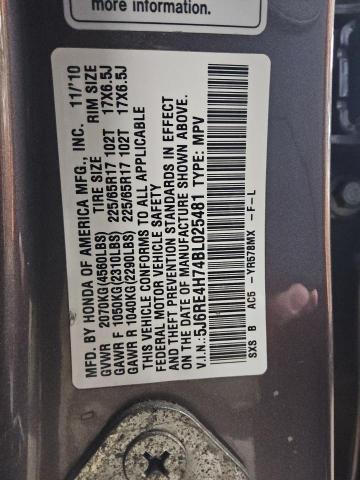 more information.
MFD. BY HONDA OF AMERICA MFG., INC. 11/'10
TIRE SIZE RIM SIZE
GVWR 2070KG(4560LBS)
GAWR F 1050KG(2310LBS) 225/65R17 102T 17X6.5J
GAWR R 1040KG(2290LBS) 225/65R17 102T 17X6.5J
THIS VEHICLE CONFORMS TO ALL APPLICABLE
FEDERAL MOTOR VEHICLE SAFETY
AND THEFT PREVENTION STANDARDS IN EFFECT
ON THE DATE OF MANUFACTURE SHOWN ABOVE.
V.I.N.:5J6RE4H74BL025481 TYPE: MPV
SXS B AC5 - YR578MX -F-L